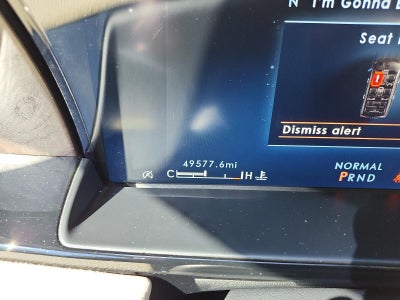 N I'm Gonna B
Seat
Dismiss alert
49577.6mi
C H
NORMAL
PRND